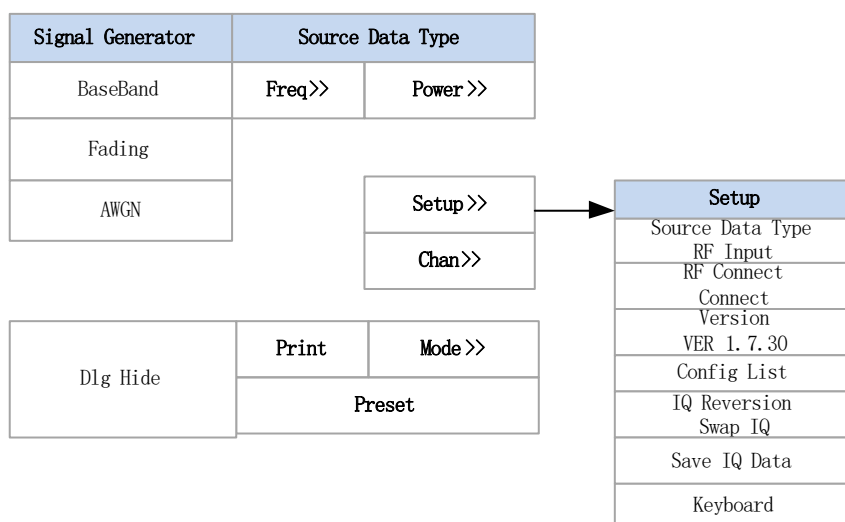 Signal Generator
Source Data Type
BaseBand
Freq>>
Power>>
Fading
AWGN
Setup>>
Chan>>
Setup
Source Data Type
RF Input
RF Connect
Connect
Version
VER 1.7.30
Config List
IQ Reversion
Swap IQ
Save IQ Data
Keyboard
Dlg Hide
Print
Mode>>
Preset